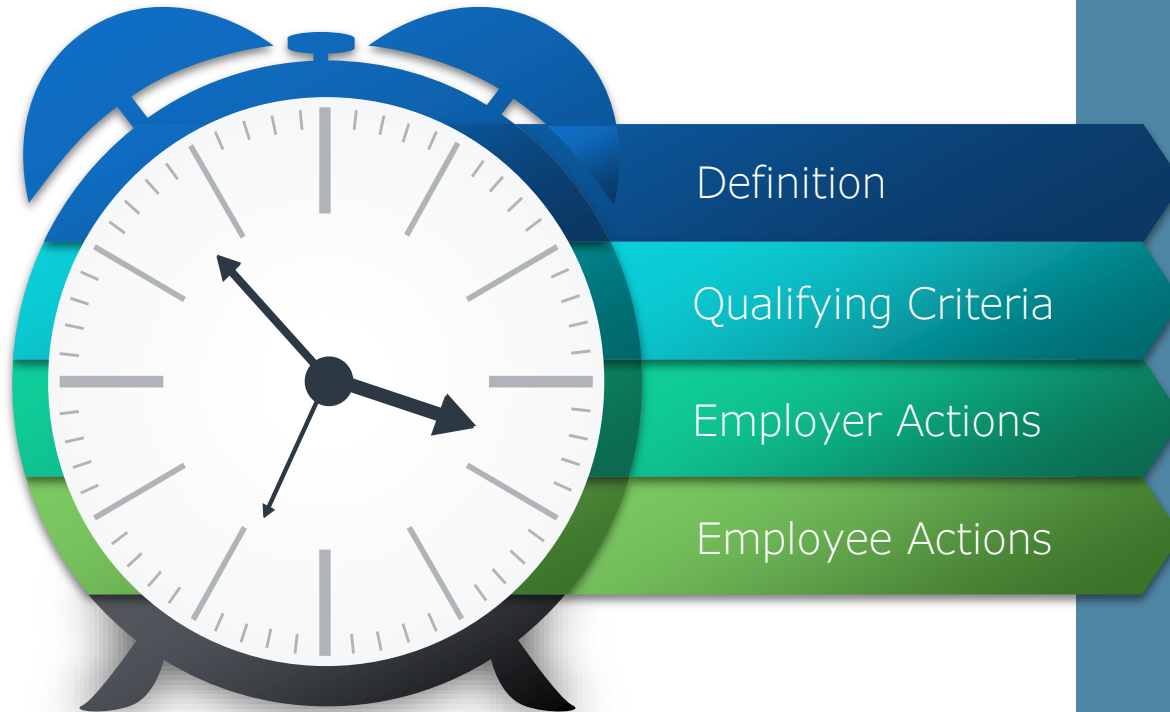 Definition
Qualifying Criteria
Employer Actions
Employee Actions